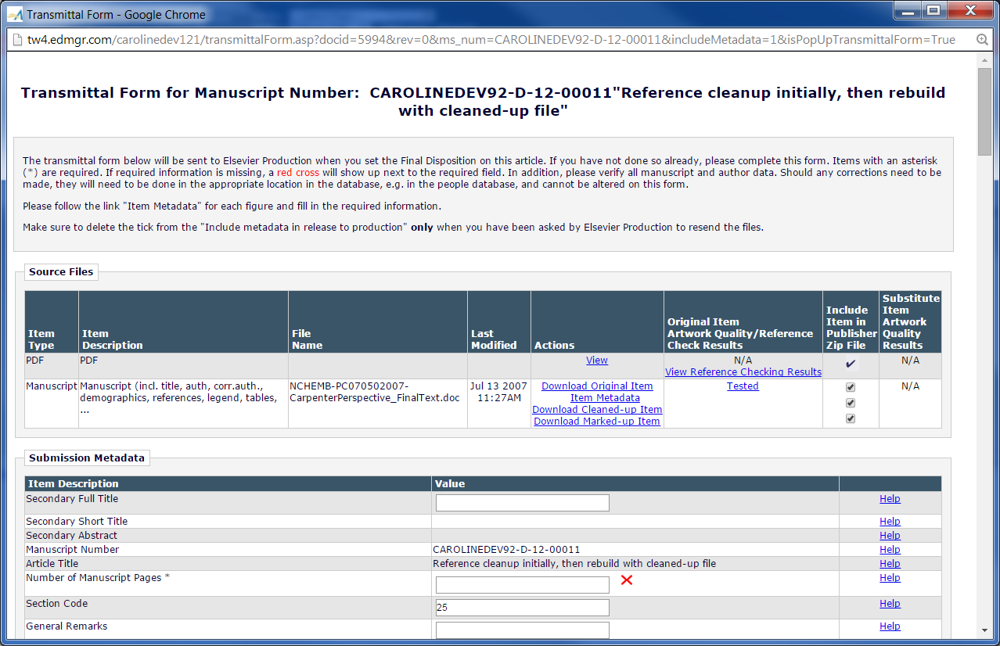 Transmittal Form - Google Chrome
tw4.edmgr.com/carolinedev121/transmittalForm.asp?docid=5994&rev=0&ms_num=CAROLINEDEV92-D-12-00011&includeMetadata=1&isPopUpTransmittalForm=True
Transmittal Form for Manuscript Number:  CAROLINEDEV92-D-12-00011"Reference cleanup initially, then rebuild
with cleaned-up file"
The transmittal form below will be sent to Elsevier Production when you set the Final Disposition on this article. If you have not done so already, please complete this form. Items with an asterisk
(*) are required. If required information is missing, a red cross will show up next to the required field. In addition, please verify all manuscript and author data. Should any corrections need to be
made, they will need to be done in the appropriate location in the database, e.g. in the people database, and cannot be altered on this form.
Please follow the link "Item Metadata" for each figure and fill in the required information.
Make sure to delete the tick from the "Include metadata in release to production" only when you have been asked by Elsevier Production to resend the files.
Source Files
Item
Type
Item
Description
File
Name
Last
Modified
Actions
Original Item
Artwork Quality/Reference
Check Results
Include
Item in
Publisher
Zip File
Substitute
Item
Artwork
Quality
Results
PDF
PDF
View
N/A
View Reference Checking Results
N/A
Manuscript
Manuscript (incl. title, auth, corr.auth.,
demographics, references, legend, tables,
...
NCHEMB-PC070502007-
CarpenterPerspective_FinalText.doc
Jul 13 2007
11:27AM
Download Original Item
Item Metadata
Download Cleaned-up Item
Download Marked-up Item
Tested
N/A
Submission Metadata
Item Description
Value
Secondary Full Title
Help
Secondary Short Title
Help
Secondary Abstract
Help
Manuscript Number
CAROLINEDEV92-D-12-00011
Help
Article Title
Reference cleanup initially, then rebuild with cleaned-up file
Help
Number of Manuscript Pages *
Help
Section Code
25
Help
General Remarks
Help